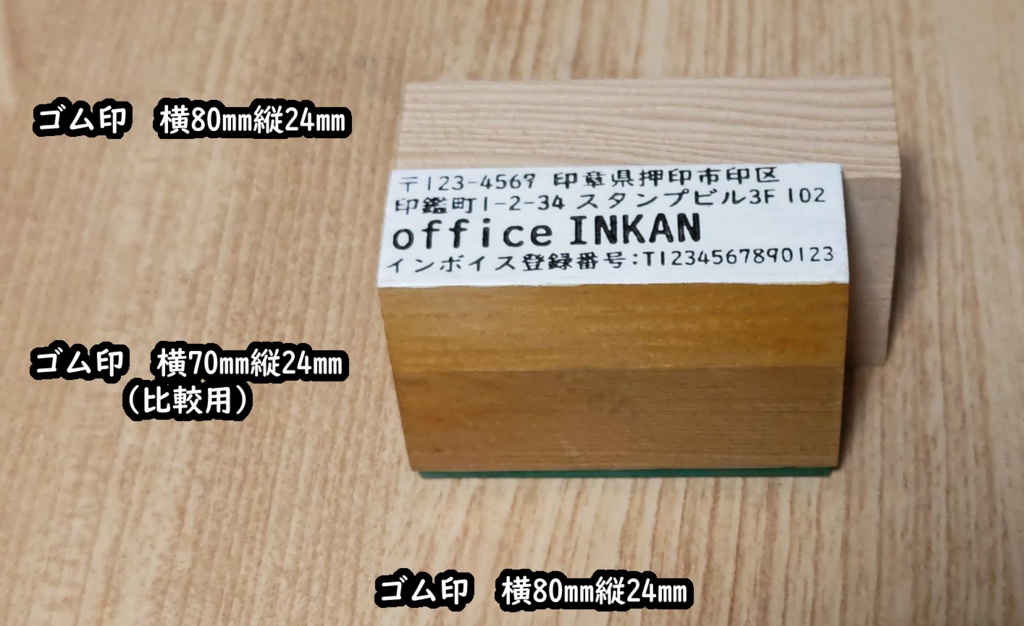 ゴム印　横80㎜縦24㎜
〒123-4567 印章県押印市印区
印鑑町1-2-34 スタンプビル3F 102
office INKAN
インボイス登録番号:T1234567890123
ゴム印　横70㎜縦24㎜
(比較用)
ゴム印　横80㎜縦24㎜